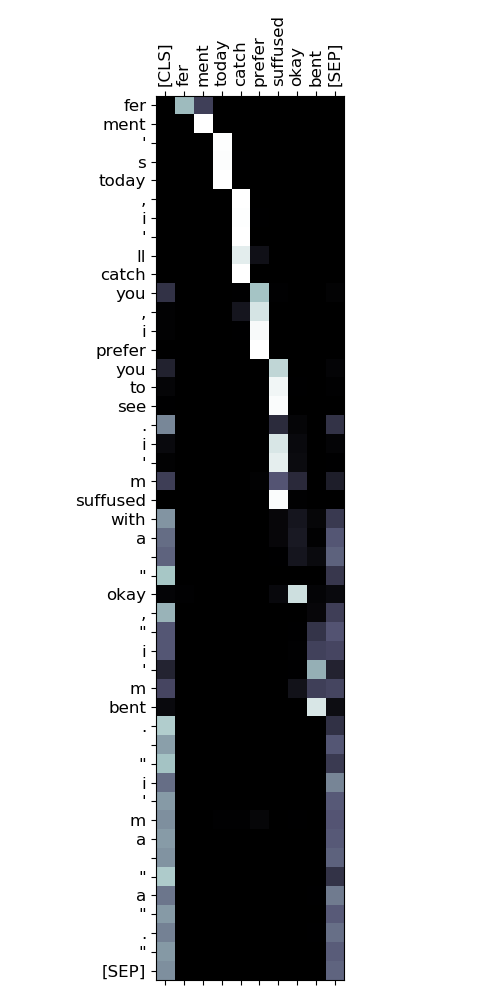 [CLS]
fer
ment
today
catch
prefer
suffused
okay
bent
[SEP]
fer
ment
'
s
today
,
i
'
ll
catch
you
,
i
prefer
you
to
see
.
i
'
m
suffused
with
a
"
okay
,
"
i
'
m
bent
.
"
i
'
m
a
"
a
"
.
"
[SEP]